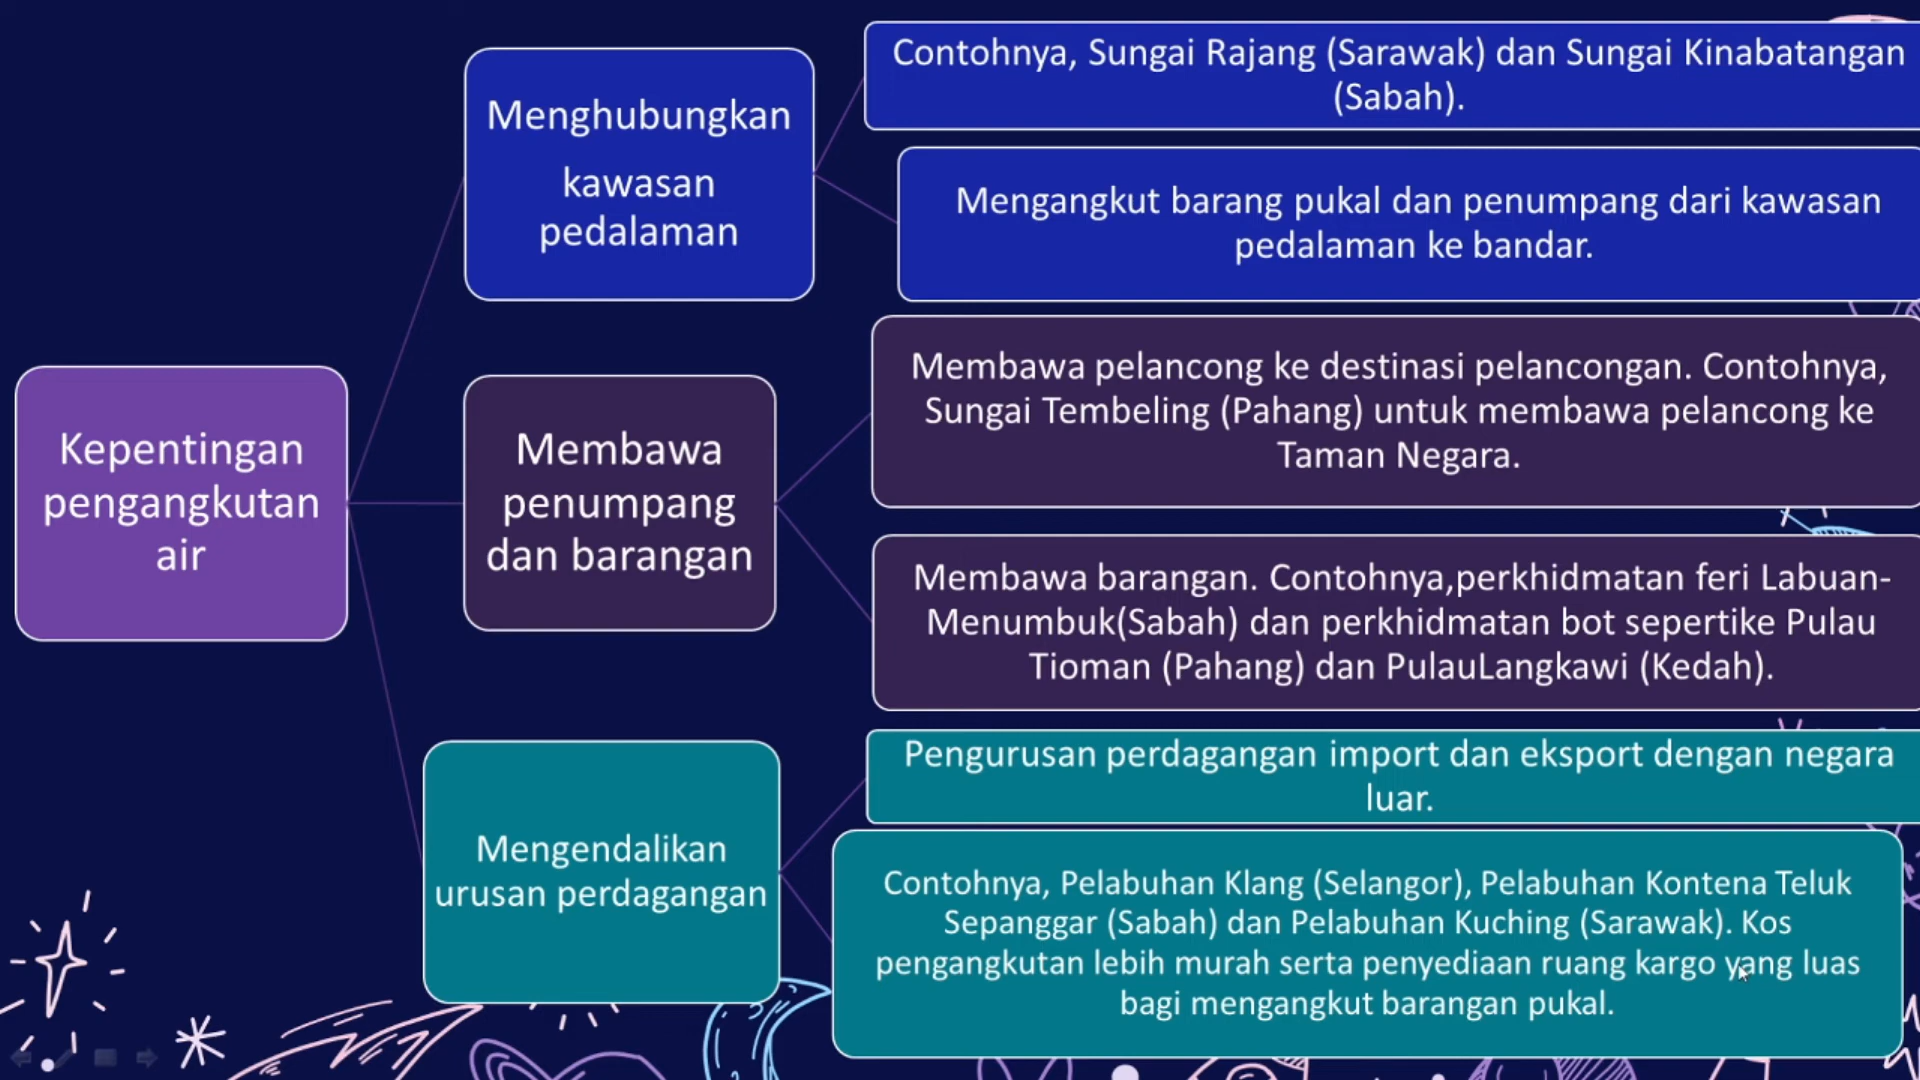 Kepentingan
pengangkutan
air
Menghubungkan
kawasan
pedalaman
Contohnya, Sungai Rajang (Sarawak) dan Sungai Kinabatangan
(Sabah).
Mengangkut barang pukal dan penumpang dari kawasan
pedalaman ke bandar.
Membawa
penumpang
dan barangan
Membawa pelancong ke destinasi pelancongan. Contohnya,
Sungai Tembeling (Pahang) untuk membawa pelancong ke
Taman Negara.
Membawa barangan. Contohnya,perkhidmatan feri Labuan-
Menumbuk(Sabah) dan perkhidmatan bot sepertike Pulau
Tioman (Pahang) dan PulauLangkawi (Kedah).
Mengendalikan
urusan perdagangan
Pengurusan perdagangan import dan eksport dengan negara
luar.
Contohnya, Pelabuhan Klang (Selangor), Pelabuhan Kontena Teluk
Sepanggar (Sabah) dan Pelabuhan Kuching (Sarawak). Kos
pengangkutan lebih murah serta penyediaan ruang kargo yang luas
bagi mengangkut barangan pukal.